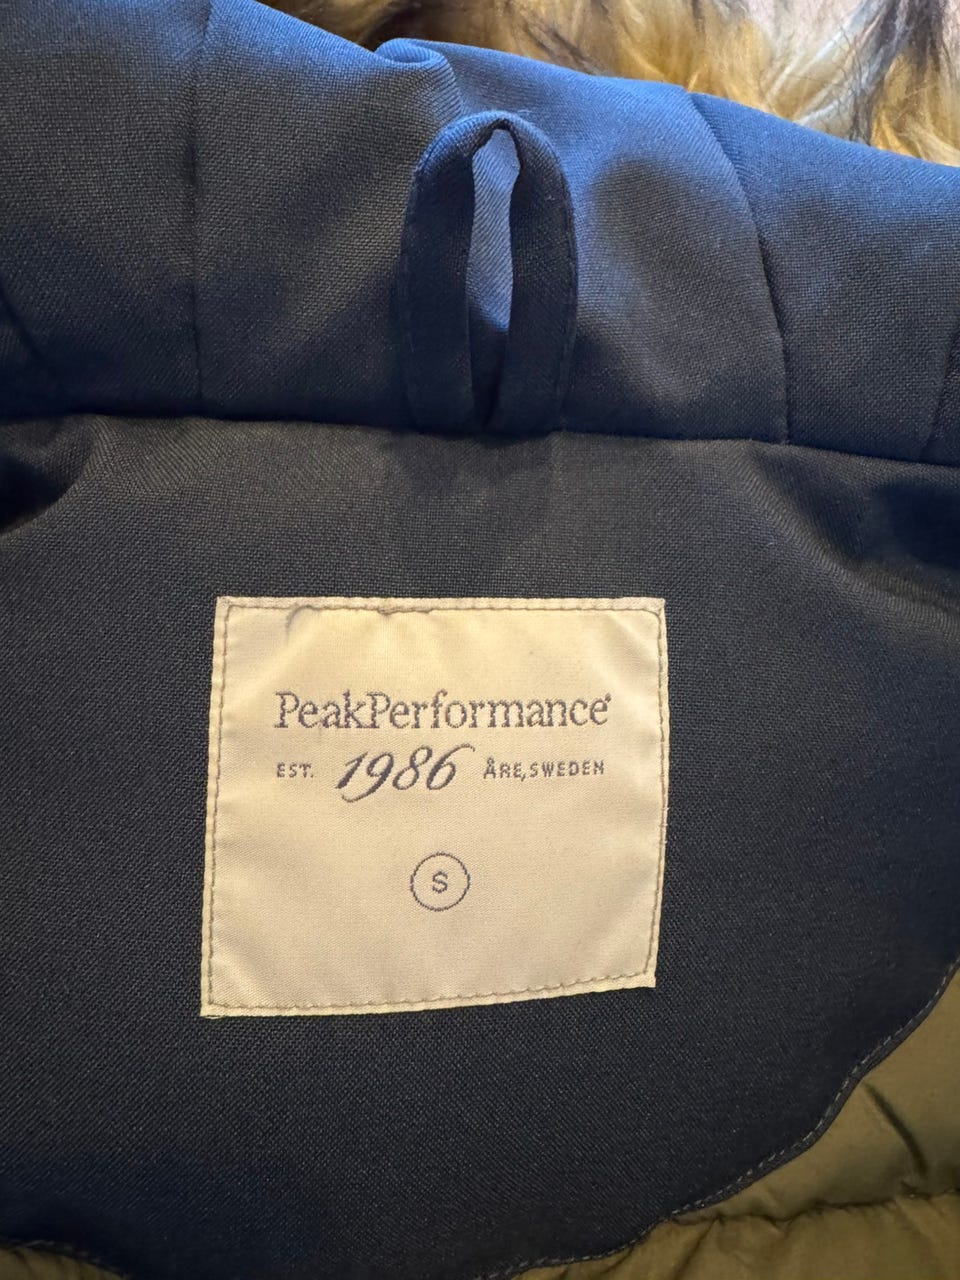 PeakPerformance®
EST. 1986 ÅRE, SWEDEN
S